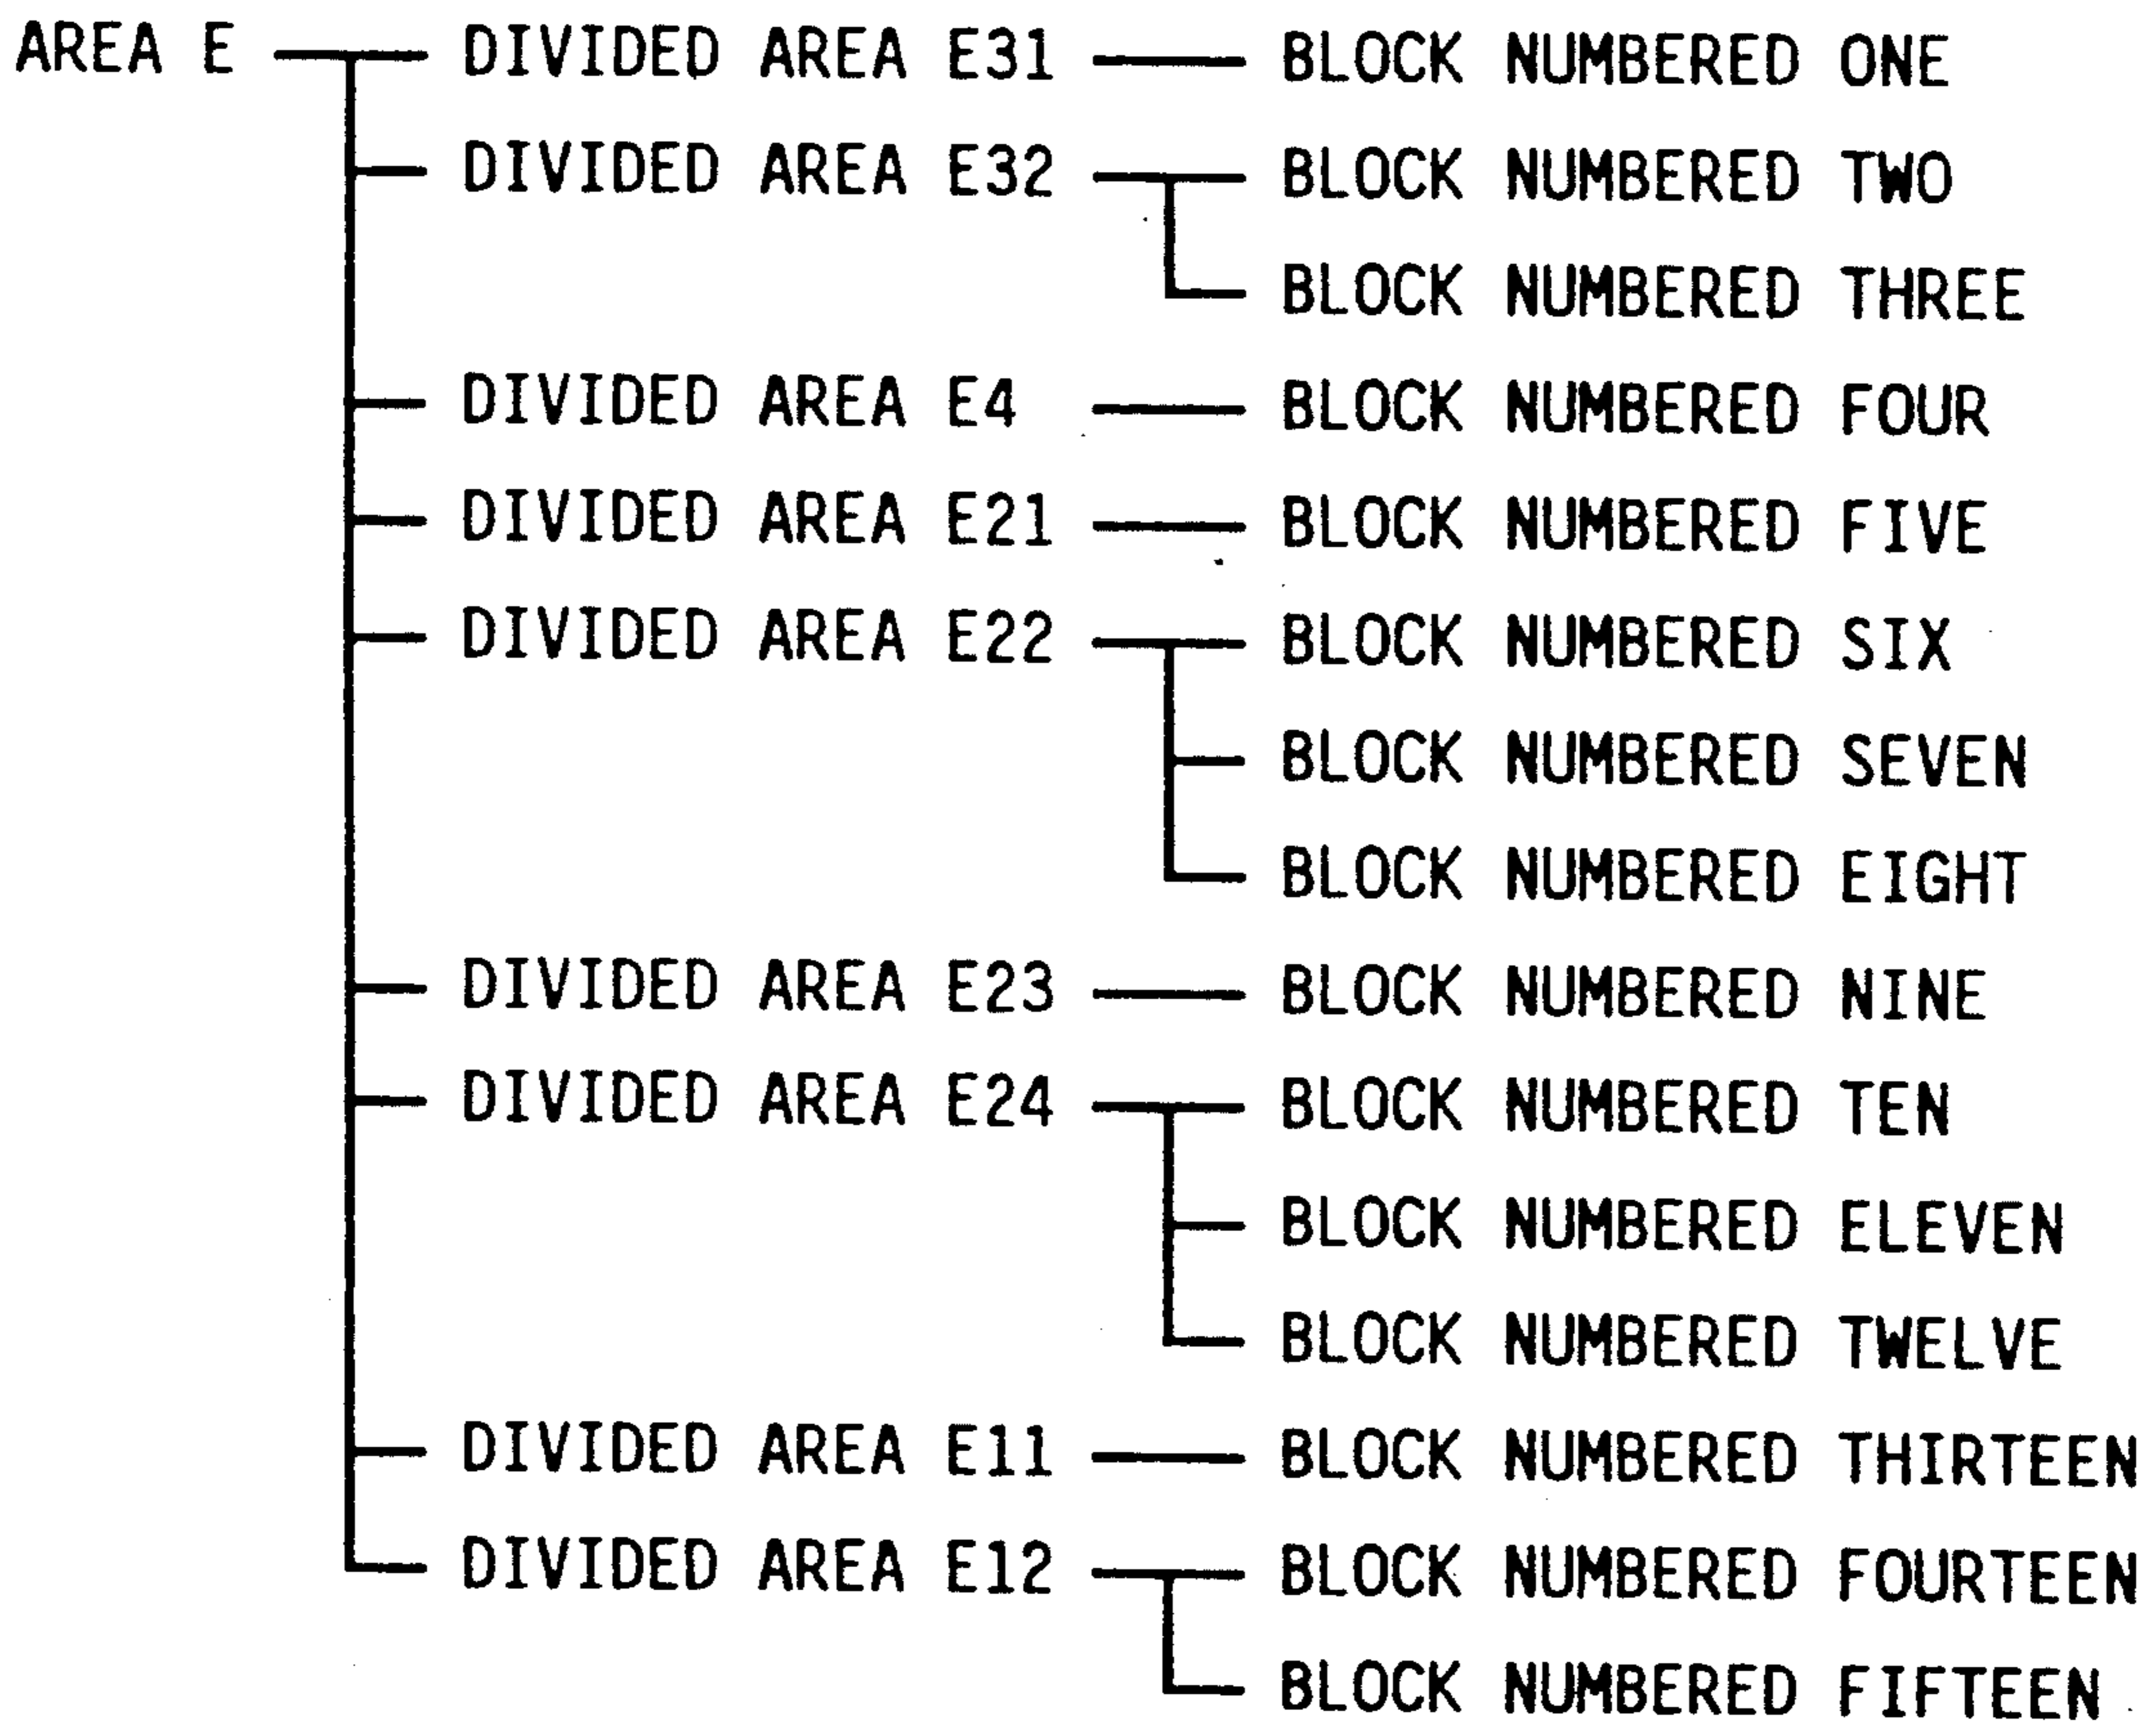 AREA E DIVIDED AREA E31 BLOCK NUMBERED ONE
DIVIDED AREA E32 BLOCK NUMBERED TWO
BLOCK NUMBERED THREE
DIVIDED AREA E4 BLOCK NUMBERED FOUR
DIVIDED AREA E21 BLOCK NUMBERED FIVE
DIVIDED AREA E22 BLOCK NUMBERED SIX
BLOCK NUMBERED SEVEN
BLOCK NUMBERED EIGHT
DIVIDED AREA E23 BLOCK NUMBERED NINE
DIVIDED AREA E24 BLOCK NUMBERED TEN
BLOCK NUMBERED ELEVEN
BLOCK NUMBERED TWELVE
DIVIDED AREA E11 BLOCK NUMBERED THIRTEEN
DIVIDED AREA E12 BLOCK NUMBERED FOURTEEN
BLOCK NUMBERED FIFTEEN